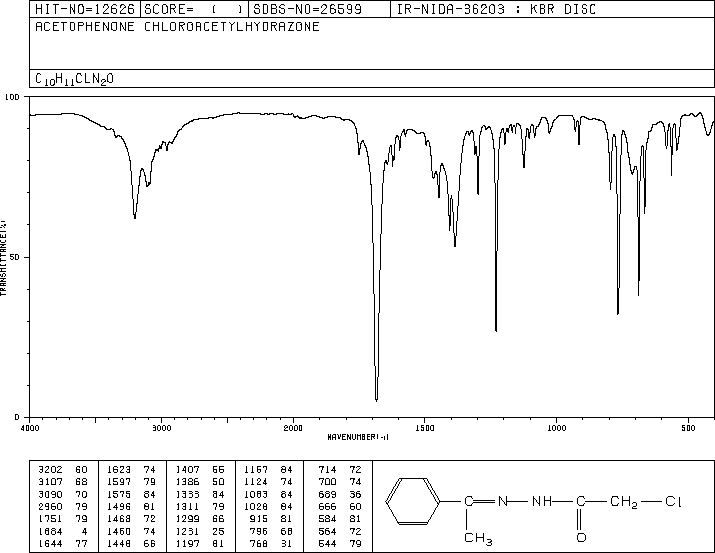 HIT-NO=12626 SCORE= ( ) SDBS-NO=26599 IR-NIDA-36203 : KBR DISC
ACETOPHENONE CHLOROACETYLHYDRAZONE
C10H11CLN2O
100
50
0
TRANSMITTANCE(%)
4000 3000 2000 1500 1000 500
WAVENUMBER(-1)
3202 60 1623 74 1407 55 1167 84 714 72
3107 68 1597 79 1386 50 1124 74 700 74
3090 70 1575 84 1333 84 1083 84 689 36
2960 79 1496 81 1311 79 1028 84 666 60
1751 79 1468 72 1299 66 915 81 584 81
1684 4 1460 74 1231 25 796 68 564 72
1644 77 1448 66 1197 81 768 31 544 79
C N NH C CH2 Cl
CH3 O